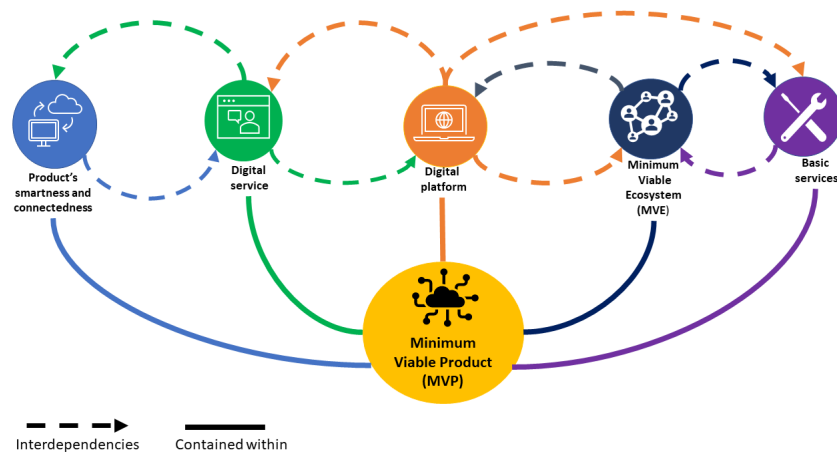 Product's
smartness and
connectedness
Digital
service
Digital
platform
Minimum
Viable
Ecosystem
(MVE)
Basic
services
Minimum
Viable Product
(MVP)
Interdependencies
Contained within